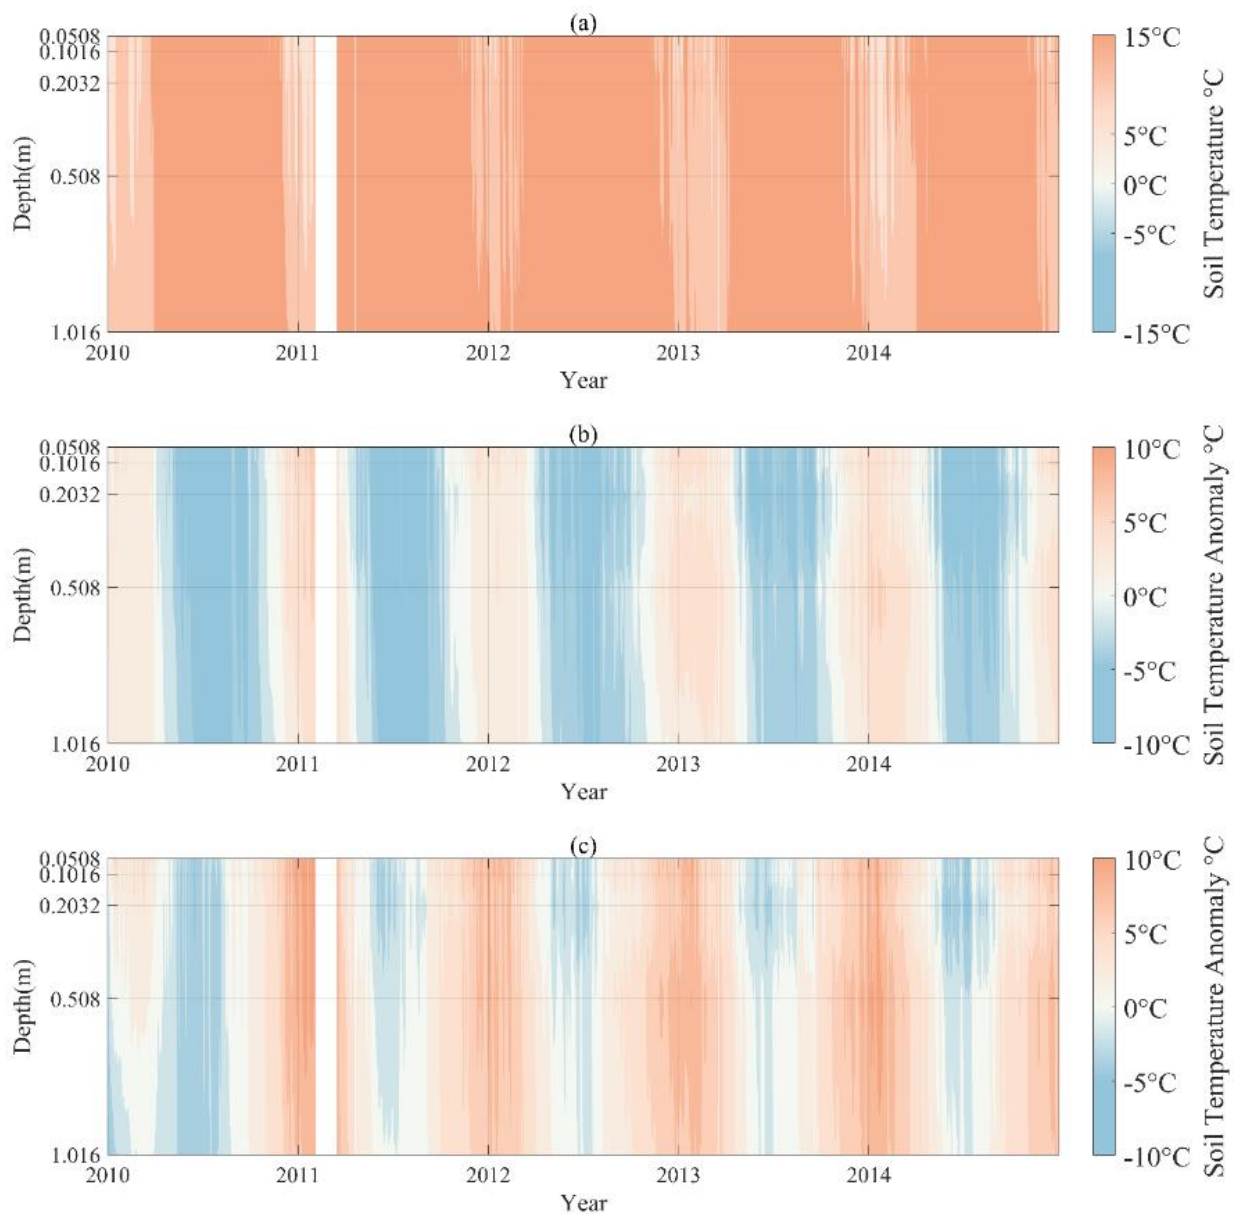 (a)
0.0508
0.1016
0.2032
0.508
1.016
Depth(m)
2010 2011 2012 2013 2014
Year
15°C
5°C
0°C
-5°C
-15°C
Soil Temperature °C
(b)
0.0508
0.1016
0.2032
0.508
1.016
Depth(m)
2010 2011 2012 2013 2014
Year
10°C
5°C
0°C
-5°C
-10°C
Soil Temperature Anomaly °C
(c)
0.0508
0.1016
0.2032
0.508
1.016
Depth(m)
2010 2011 2012 2013 2014
Year
10°C
5°C
0°C
-5°C
-10°C
Soil Temperature Anomaly °C